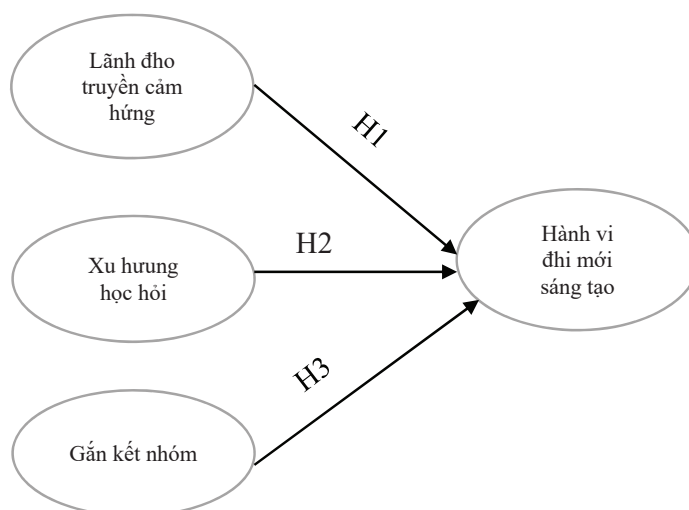 Lãnh đho
truyền cảm
hứng
H1
Xu hưung
học hỏi
H2
Hành vi
đhi mới
sáng tạo
H3
Gắn kết nhóm